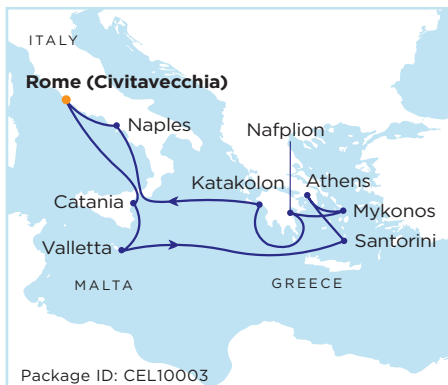 ITALY
Rome (Civitavecchia)
Naples
Nafplion
Athens
Katakolon
Catania
Mykonos
Valletta
Santorini
MALTA
GREECE
Package ID: CEL10003